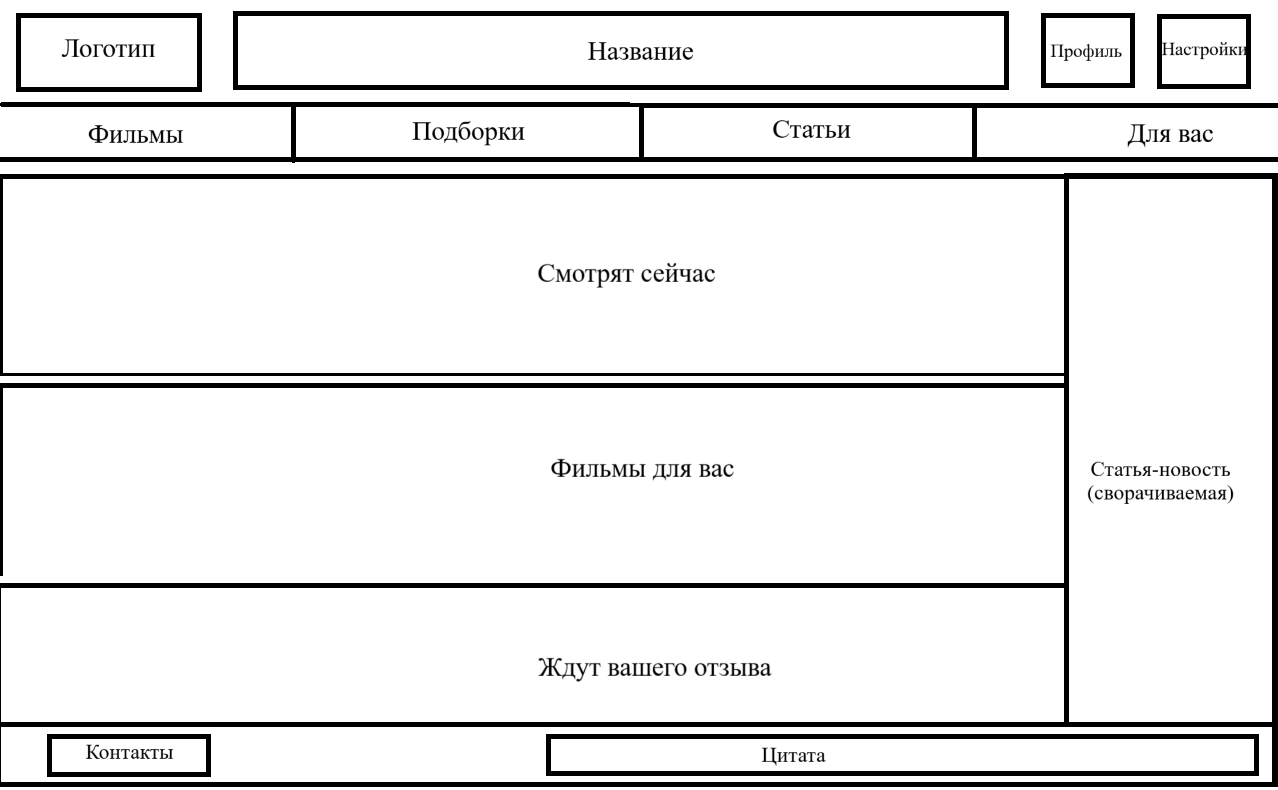 Логотип
Название
Профиль
Настройки
Фильмы
Подборки
Статьи
Для вас
Смотрят сейчас
Фильмы для вас
Статья-новость
(сворачиваемая)
Ждут вашего отзыва
Контакты
Цитата